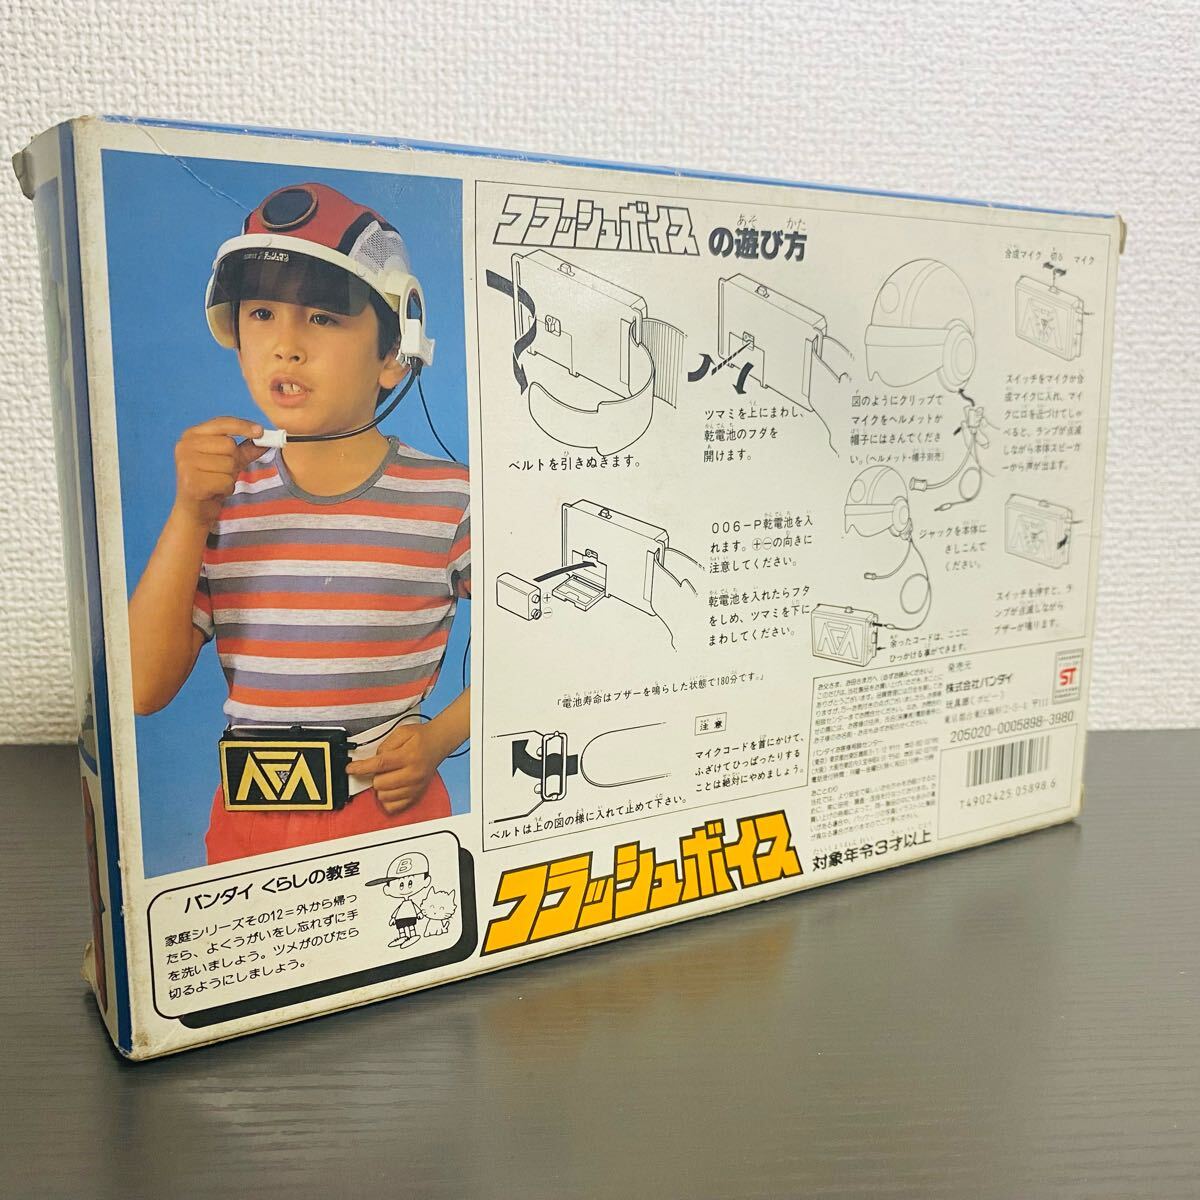 フラッシュボイスの遊び方
ベルトを引きぬきます。
ツマミを上にまわし、
乾電池のフタを
開けます。
図のようにクリップで
マイクをヘルメットか
帽子にはさんでくださ
い。(ヘルメット・帽子別売)
合成マイク 切る マイク
スイッチをマイクか合
成マイクに入れ、マイ
クに口を近づけてしゃ
べると、ランプが点滅
しながら本体スピーカ
ーから声が出ます。
006-P乾電池を入
れます。⊕⊖の向きに
注意してください。
乾電池を入れたらフタ
をしめ、ツマミを下に
まわしてください。
ジャックを本体に
さしこんで
ください。
スイッチを押すと、ラ
ンプが点滅しながら
ブザーが鳴ります。
余ったコードは、ここに
ひっかける事ができます。
「電池寿命はブザーを鳴らした状態で180分です。」
注意
マイクコードを首にかけて、
ふざけてひっぱったりする
ことは絶対にやめましょう。
ベルトは上の図の様に入れて止めて下さい。
発売元
株式会社バンダイ
ST
205020-0005898-3980
T4902425 05898 6
バンダイお客様相談センター
フラッシュボイス
対象年令3才以上
バンダイ くらしの教室
家庭シリーズその12=外から帰っ
たら、よくうがいをし忘れずに手
を洗いましょう。ツメがのびたら
切るようにしましょう。
B